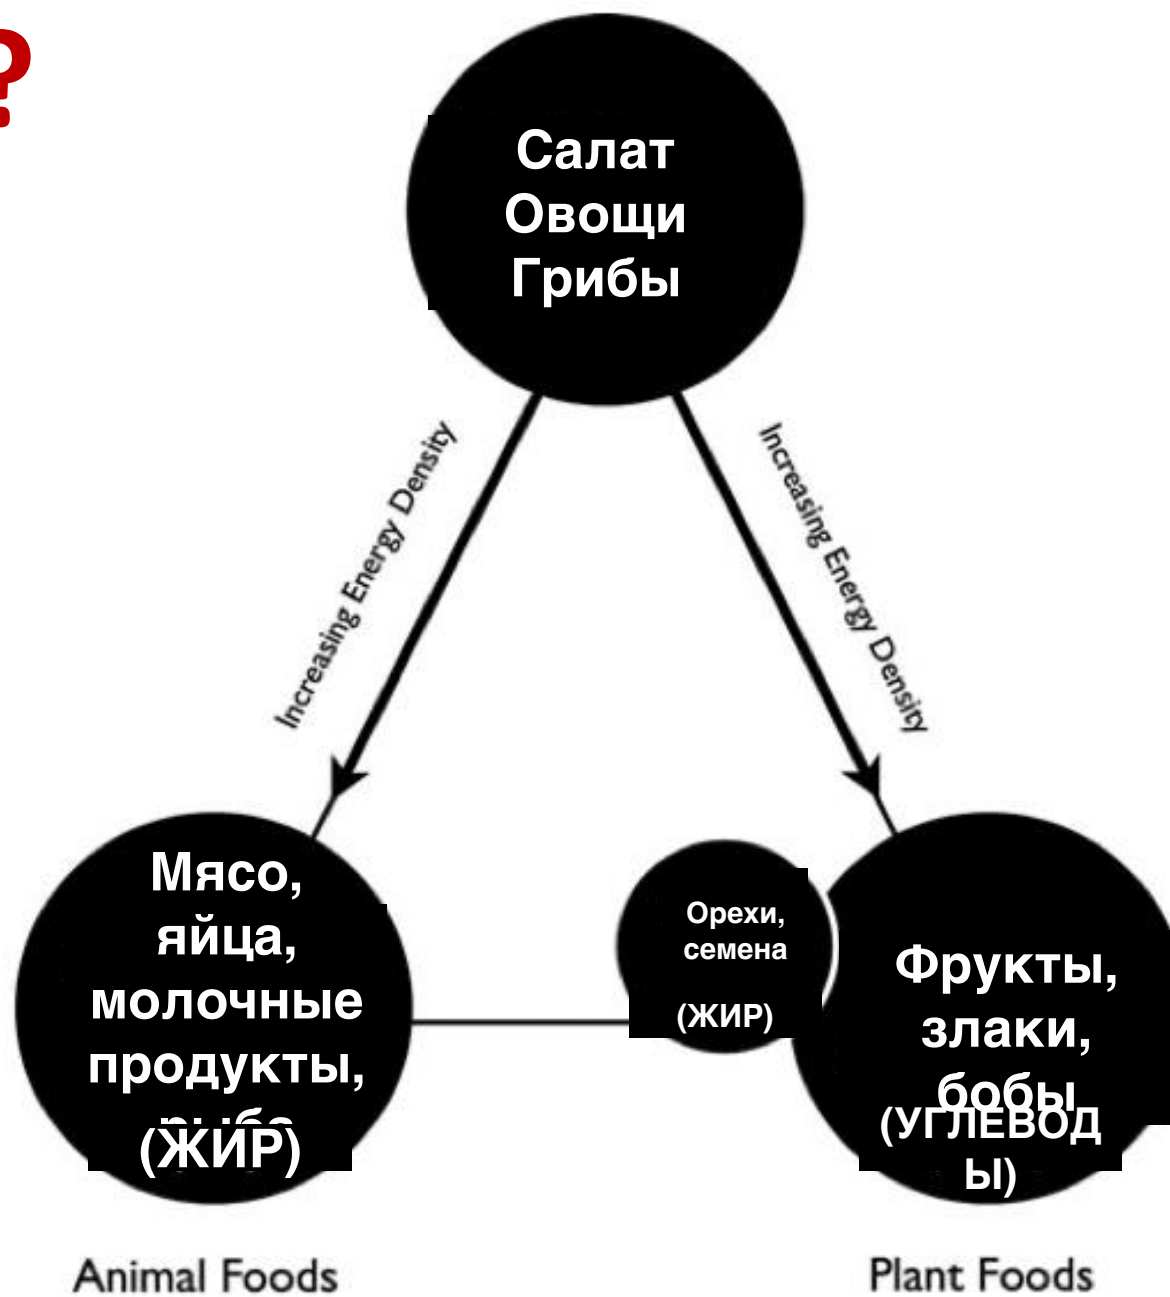 ?
Салат
Овощи
Грибы
Increasing Energy Density
Increasing Energy Density
Мясо,
яйца,
молочные
продукты,
(ЖИР)
Орехи,
семена
(ЖИР)
Фрукты,
злаки,
бобы
(УГЛЕВОД
Ы)
Animal Foods
Plant Foods